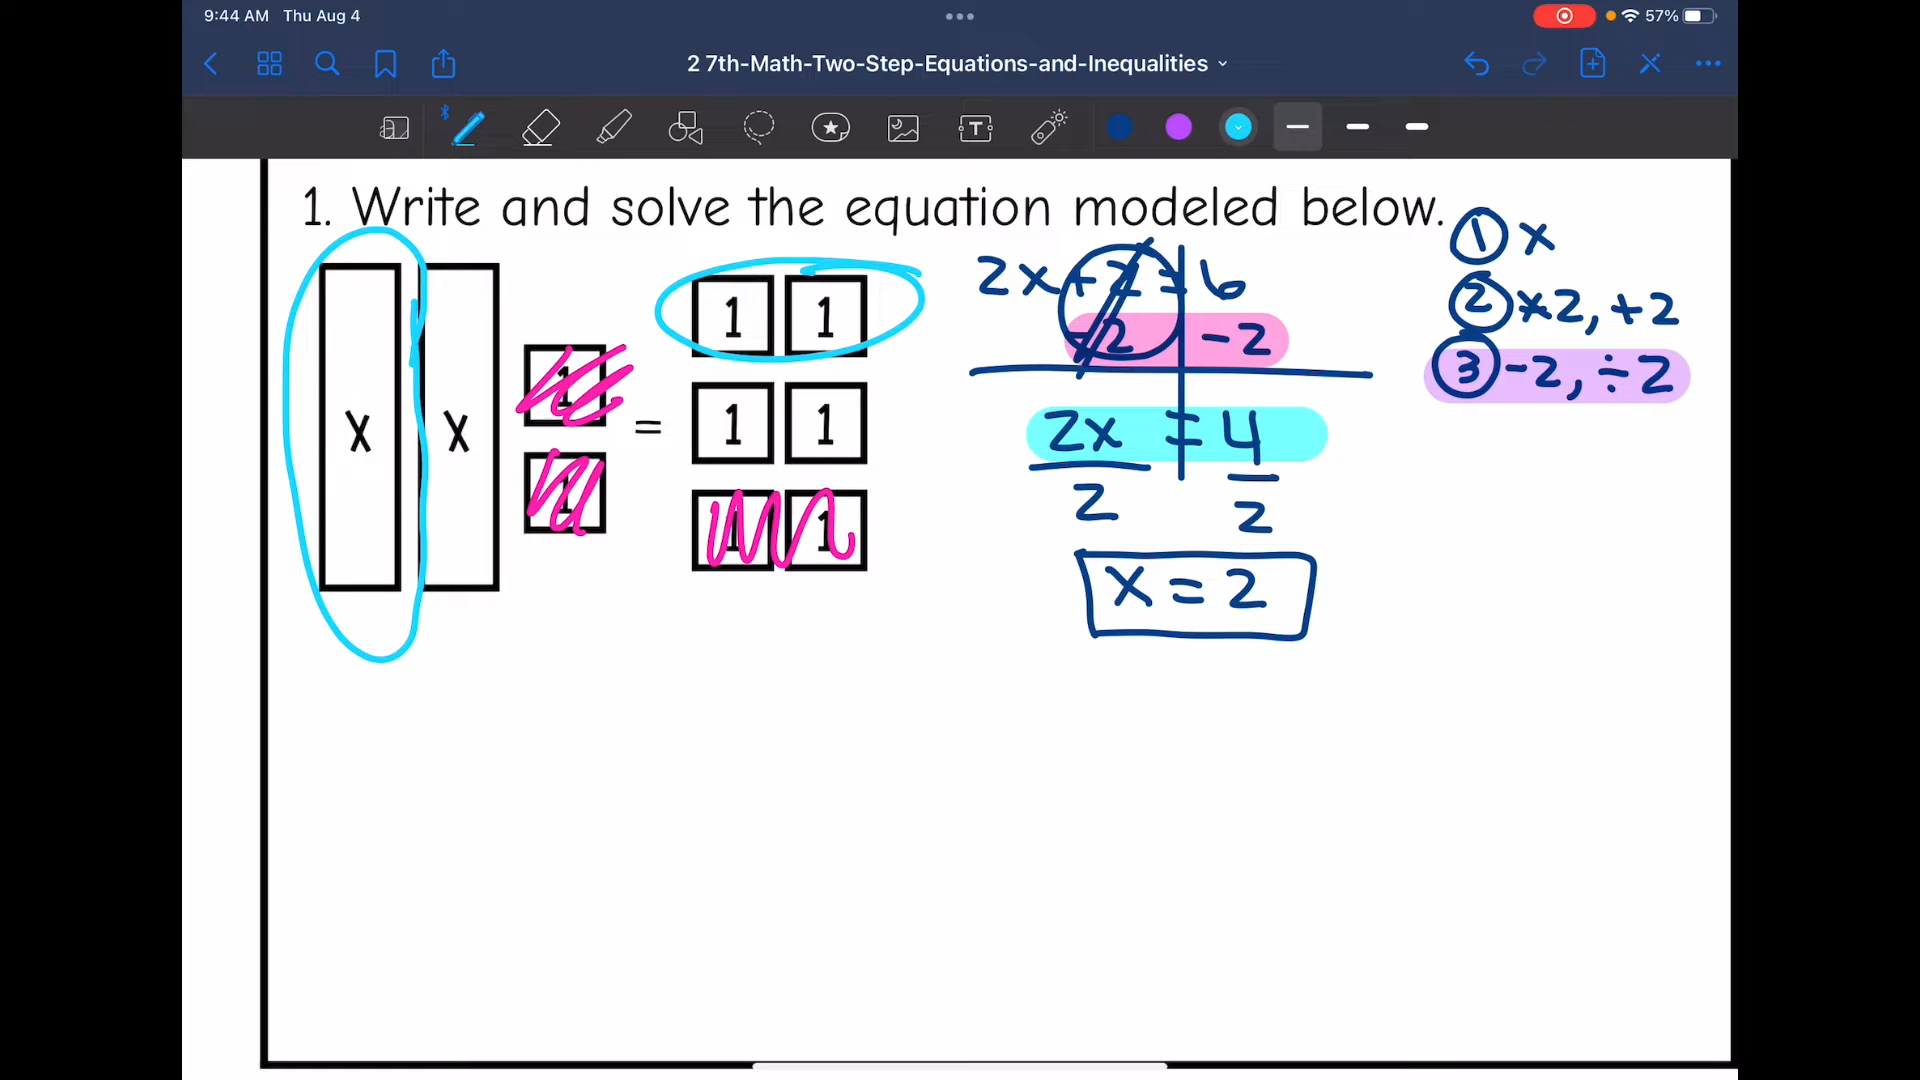 9:44 AM Thu Aug 4
57%
2 7th-Math-Two-Step-Equations-and-Inequalities
T
1. Write and solve the equation modeled below.
① x
② ×2, +2
③ -2, ÷2
2x + 2 = 6
-2 -2
2x = 4
2 2
x = 2
1 1
1
X X = 1 1
1
1 1